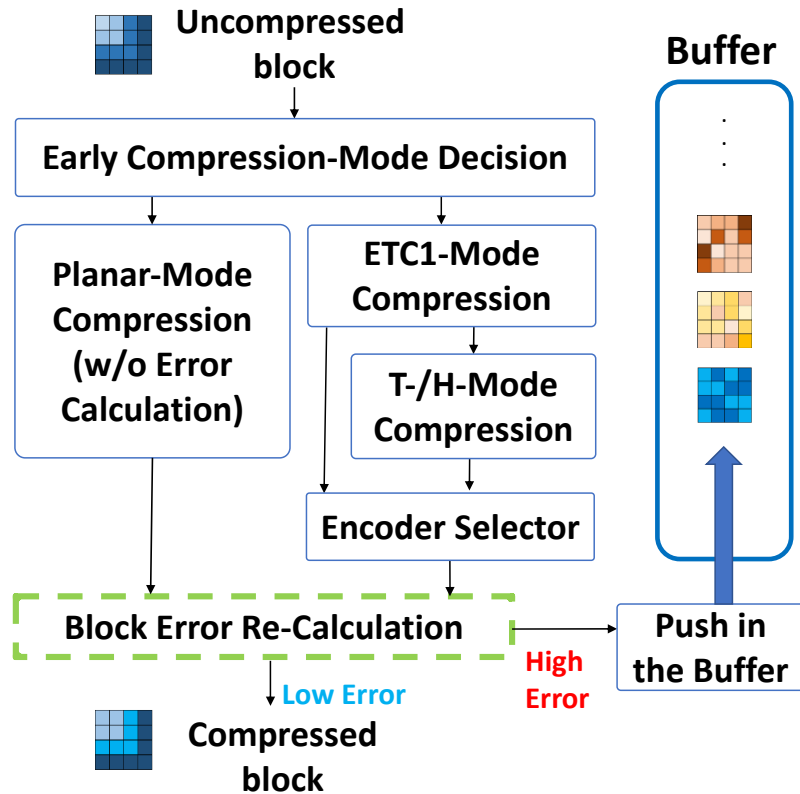 Uncompressed
block
Buffer
.
.
.
Early Compression-Mode Decision
Planar-Mode
Compression
(w/o Error
Calculation)
ETC1-Mode
Compression
T-/H-Mode
Compression
Encoder Selector
Block Error Re-Calculation
High
Error
Push in
the Buffer
Low Error
Compressed
block